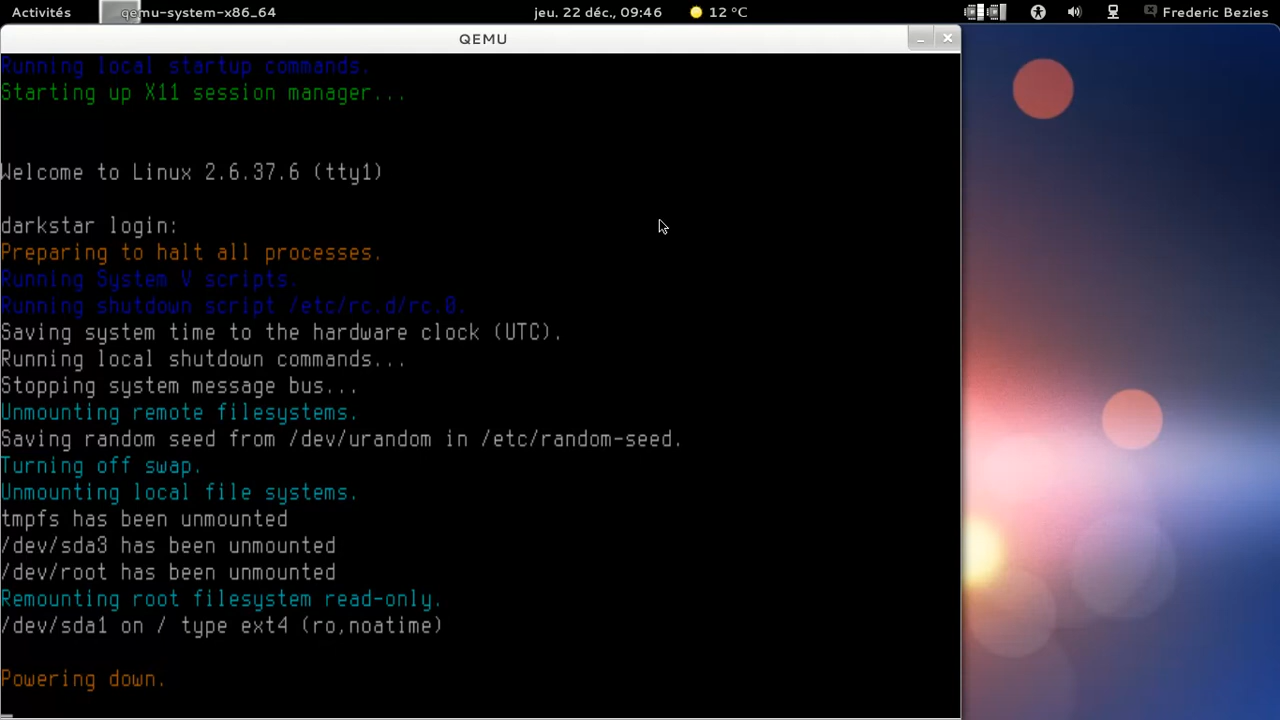 Activités
qemu-system-x86_64
jeu. 22 déc., 09:46
12 °C
Frederic Bezies
QEMU
Running local startup commands.
Starting up X11 session manager...
Welcome to Linux 2.6.37.6 (tty1)
darkstar login:
Preparing to halt all processes.
Running System V scripts.
Running shutdown script /etc/rc.d/rc.0.
Saving system time to the hardware clock (UTC).
Running local shutdown commands...
Stopping system message bus...
Unmounting remote filesystems.
Saving random seed from /dev/urandom in /etc/random-seed.
Turning off swap.
Unmounting local file systems.
tmpfs has been unmounted
/dev/sda3 has been unmounted
/dev/root has been unmounted
Remounting root filesystem read-only.
/dev/sda1 on / type ext4 (ro,noatime)
Powering down.